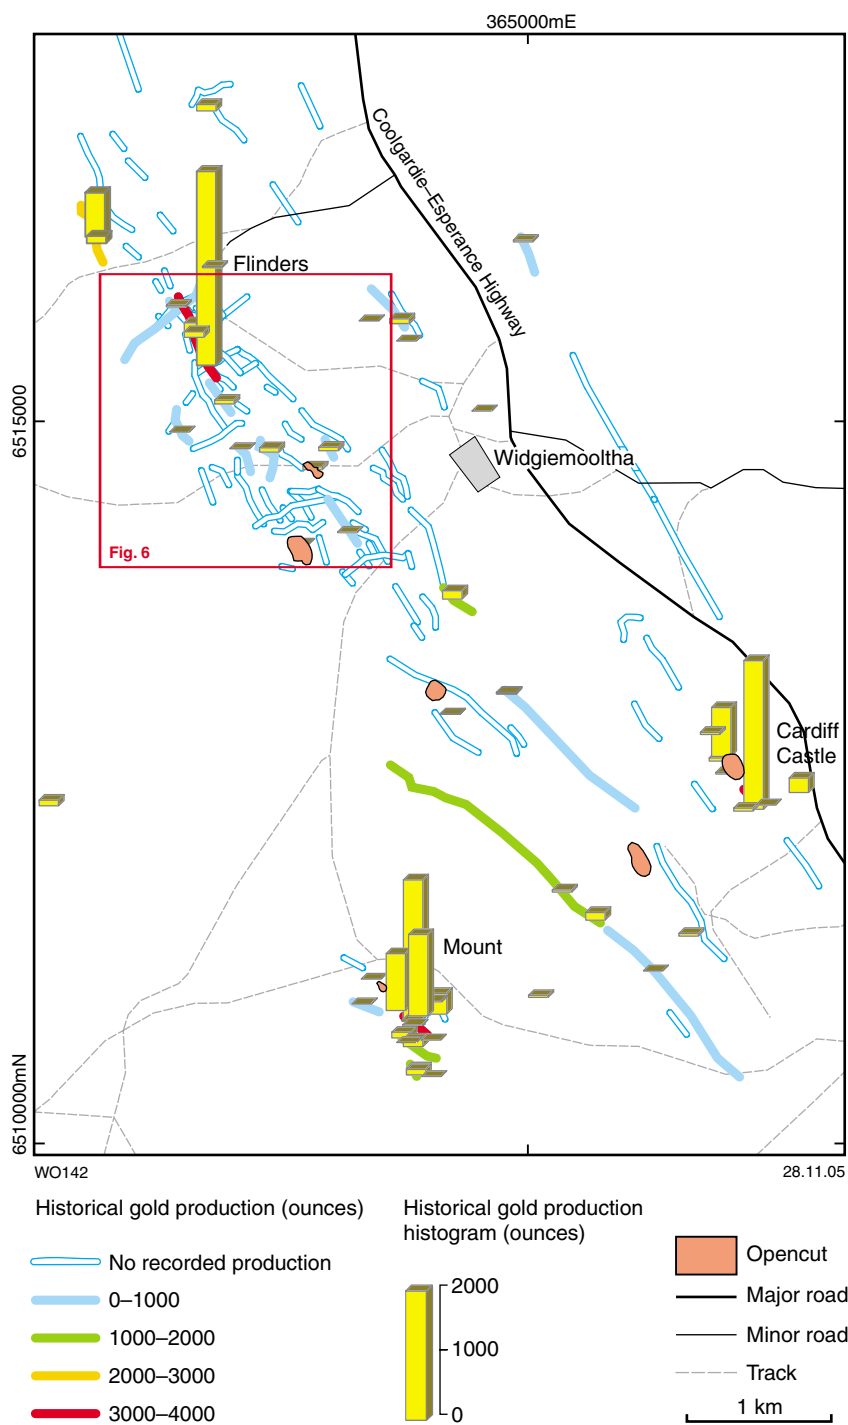 365000mE
Coolgardie–Esperance Highway
Flinders
6515000
Widgiemooltha
Fig. 6
Cardiff
Castle
Mount
6510000mN
WO142
28.11.05
Historical gold production (ounces)
No recorded production
0–1000
1000–2000
2000–3000
3000–4000
Historical gold production
histogram (ounces)
2000
1000
0
Opencut
Major road
Minor road
Track
1 km